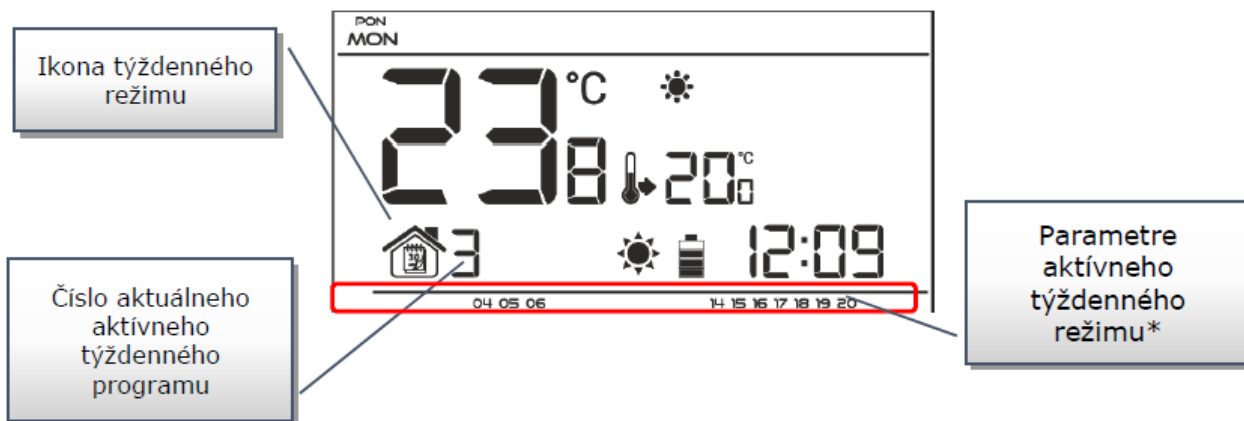 PON
MON
Ikona týždenného
režimu
23 8 °C
20 0 °C
3
12:09
04 05 06 14 15 16 17 18 19 20
Číslo aktuálneho
aktívneho
týždenného
programu
Parametre
aktívneho
týždenného
režimu*